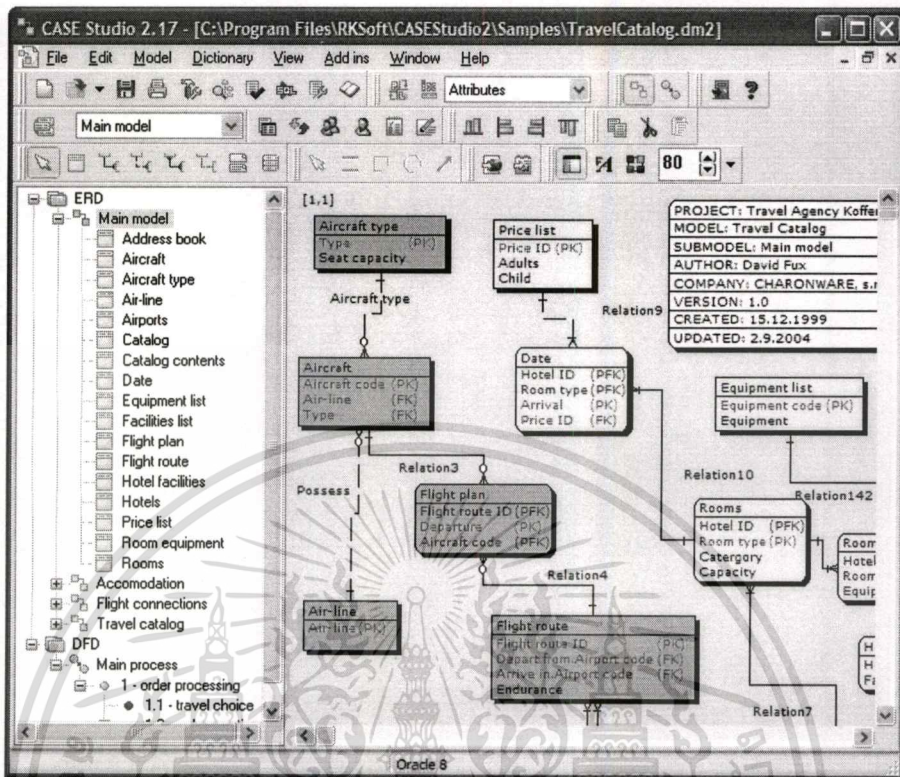 CASE Studio 2.17 - [C:\Program Files\RKSoft\CASEStudio2\Samples\TravelCatalog.dm2]
File Edit Model Dictionary View Add ins Window Help
Attributes
Main model
80
ERD
Main model
Address book
Aircraft
Aircraft type
Air-line
Airports
Catalog
Catalog contents
Date
Equipment list
Facilities list
Flight plan
Flight route
Hotel facilities
Hotels
Price list
Room equipment
Rooms
Accomodation
Flight connections
Travel catalog
DFD
Main process
1 - order processing
1.1 - travel choice
[1,1]
Aircraft type
Type (PK)
Seat capacity
Aircraft type
Aircraft
Aircraft code (PK)
Air-line (FK)
Type (FK)
Possess
Air-line
Air-line (PK)
Relation3
Flight plan
Flight route ID (PFK)
Departure (PK)
Aircraft code (PFK)
Relation4
Flight route
Flight route ID (PK)
Depart from Airport code (FK)
Arrive in Airport code (FK)
Endurance
Price list
Price ID (PK)
Adults
Child
Relation9
Date
Hotel ID (PFK)
Room type (PFK)
Arrival (PK)
Price ID (FK)
PROJECT: Travel Agency Koffer
MODEL: Travel Catalog
SUBMODEL: Main model
AUTHOR: David Fux
COMPANY: CHARONWARE, s.r
VERSION: 1.0
CREATED: 15.12.1999
UPDATED: 2.9.2004
Equipment list
Equipment code (PK)
Equipment
Relation10
Relation142
Rooms
Hotel ID (PFK)
Room type (PK)
Catergory
Capacity
Room
Hotel
Room
Equip
H
H
Fa
Relation7
Oracle 8